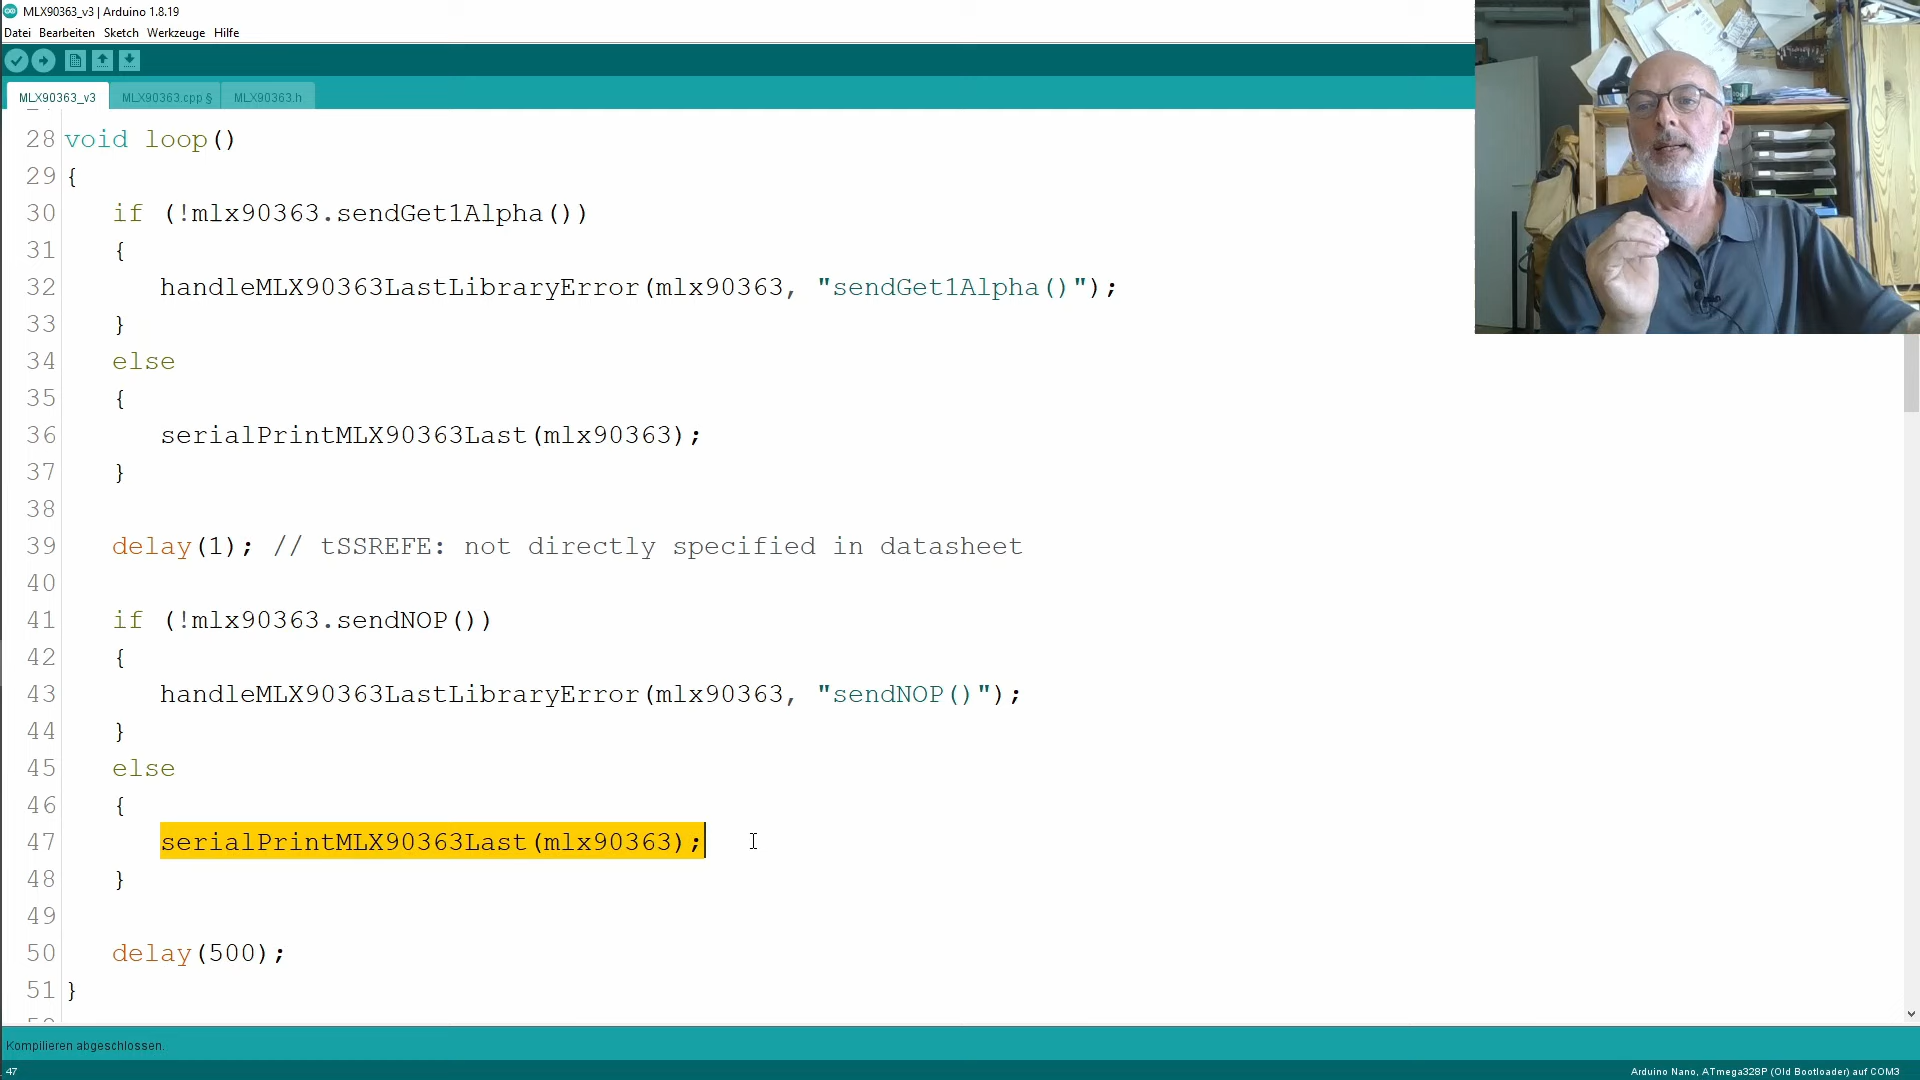 MLX90363_v3 | Arduino 1.8.19
Datei Bearbeiten Sketch Werkzeuge Hilfe
MLX90363_v3 MLX90363.cpp § MLX90363.h
28 void loop()
29 {
30 if (!mlx90363.sendGet1Alpha())
31 {
32 handleMLX90363LastLibraryError(mlx90363, "sendGet1Alpha()");
33 }
34 else
35 {
36 serialPrintMLX90363Last(mlx90363);
37 }
38
39 delay(1); // tSSREFE: not directly specified in datasheet
40
41 if (!mlx90363.sendNOP())
42 {
43 handleMLX90363LastLibraryError(mlx90363, "sendNOP()");
44 }
45 else
46 {
47 serialPrintMLX90363Last(mlx90363);
48 }
49
50 delay(500);
51 }
Kompilieren abgeschlossen.
47 Arduino Nano, ATmega328P (Old Bootloader) auf COM3